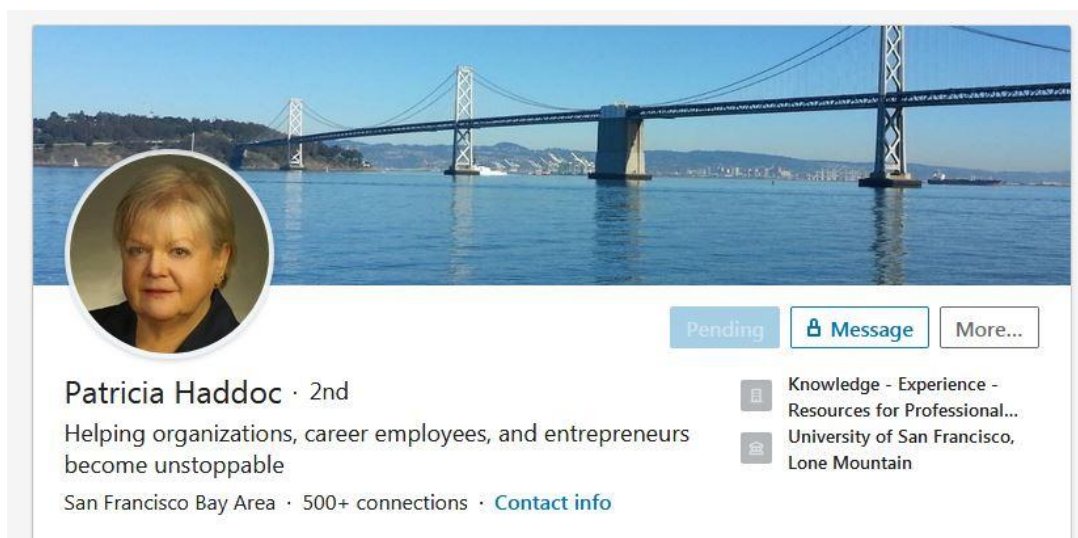 Pending
Message
More...
Patricia Haddoc · 2nd
Helping organizations, career employees, and entrepreneurs
become unstoppable
San Francisco Bay Area · 500+ connections · Contact info
Knowledge - Experience -
Resources for Professional...
University of San Francisco,
Lone Mountain